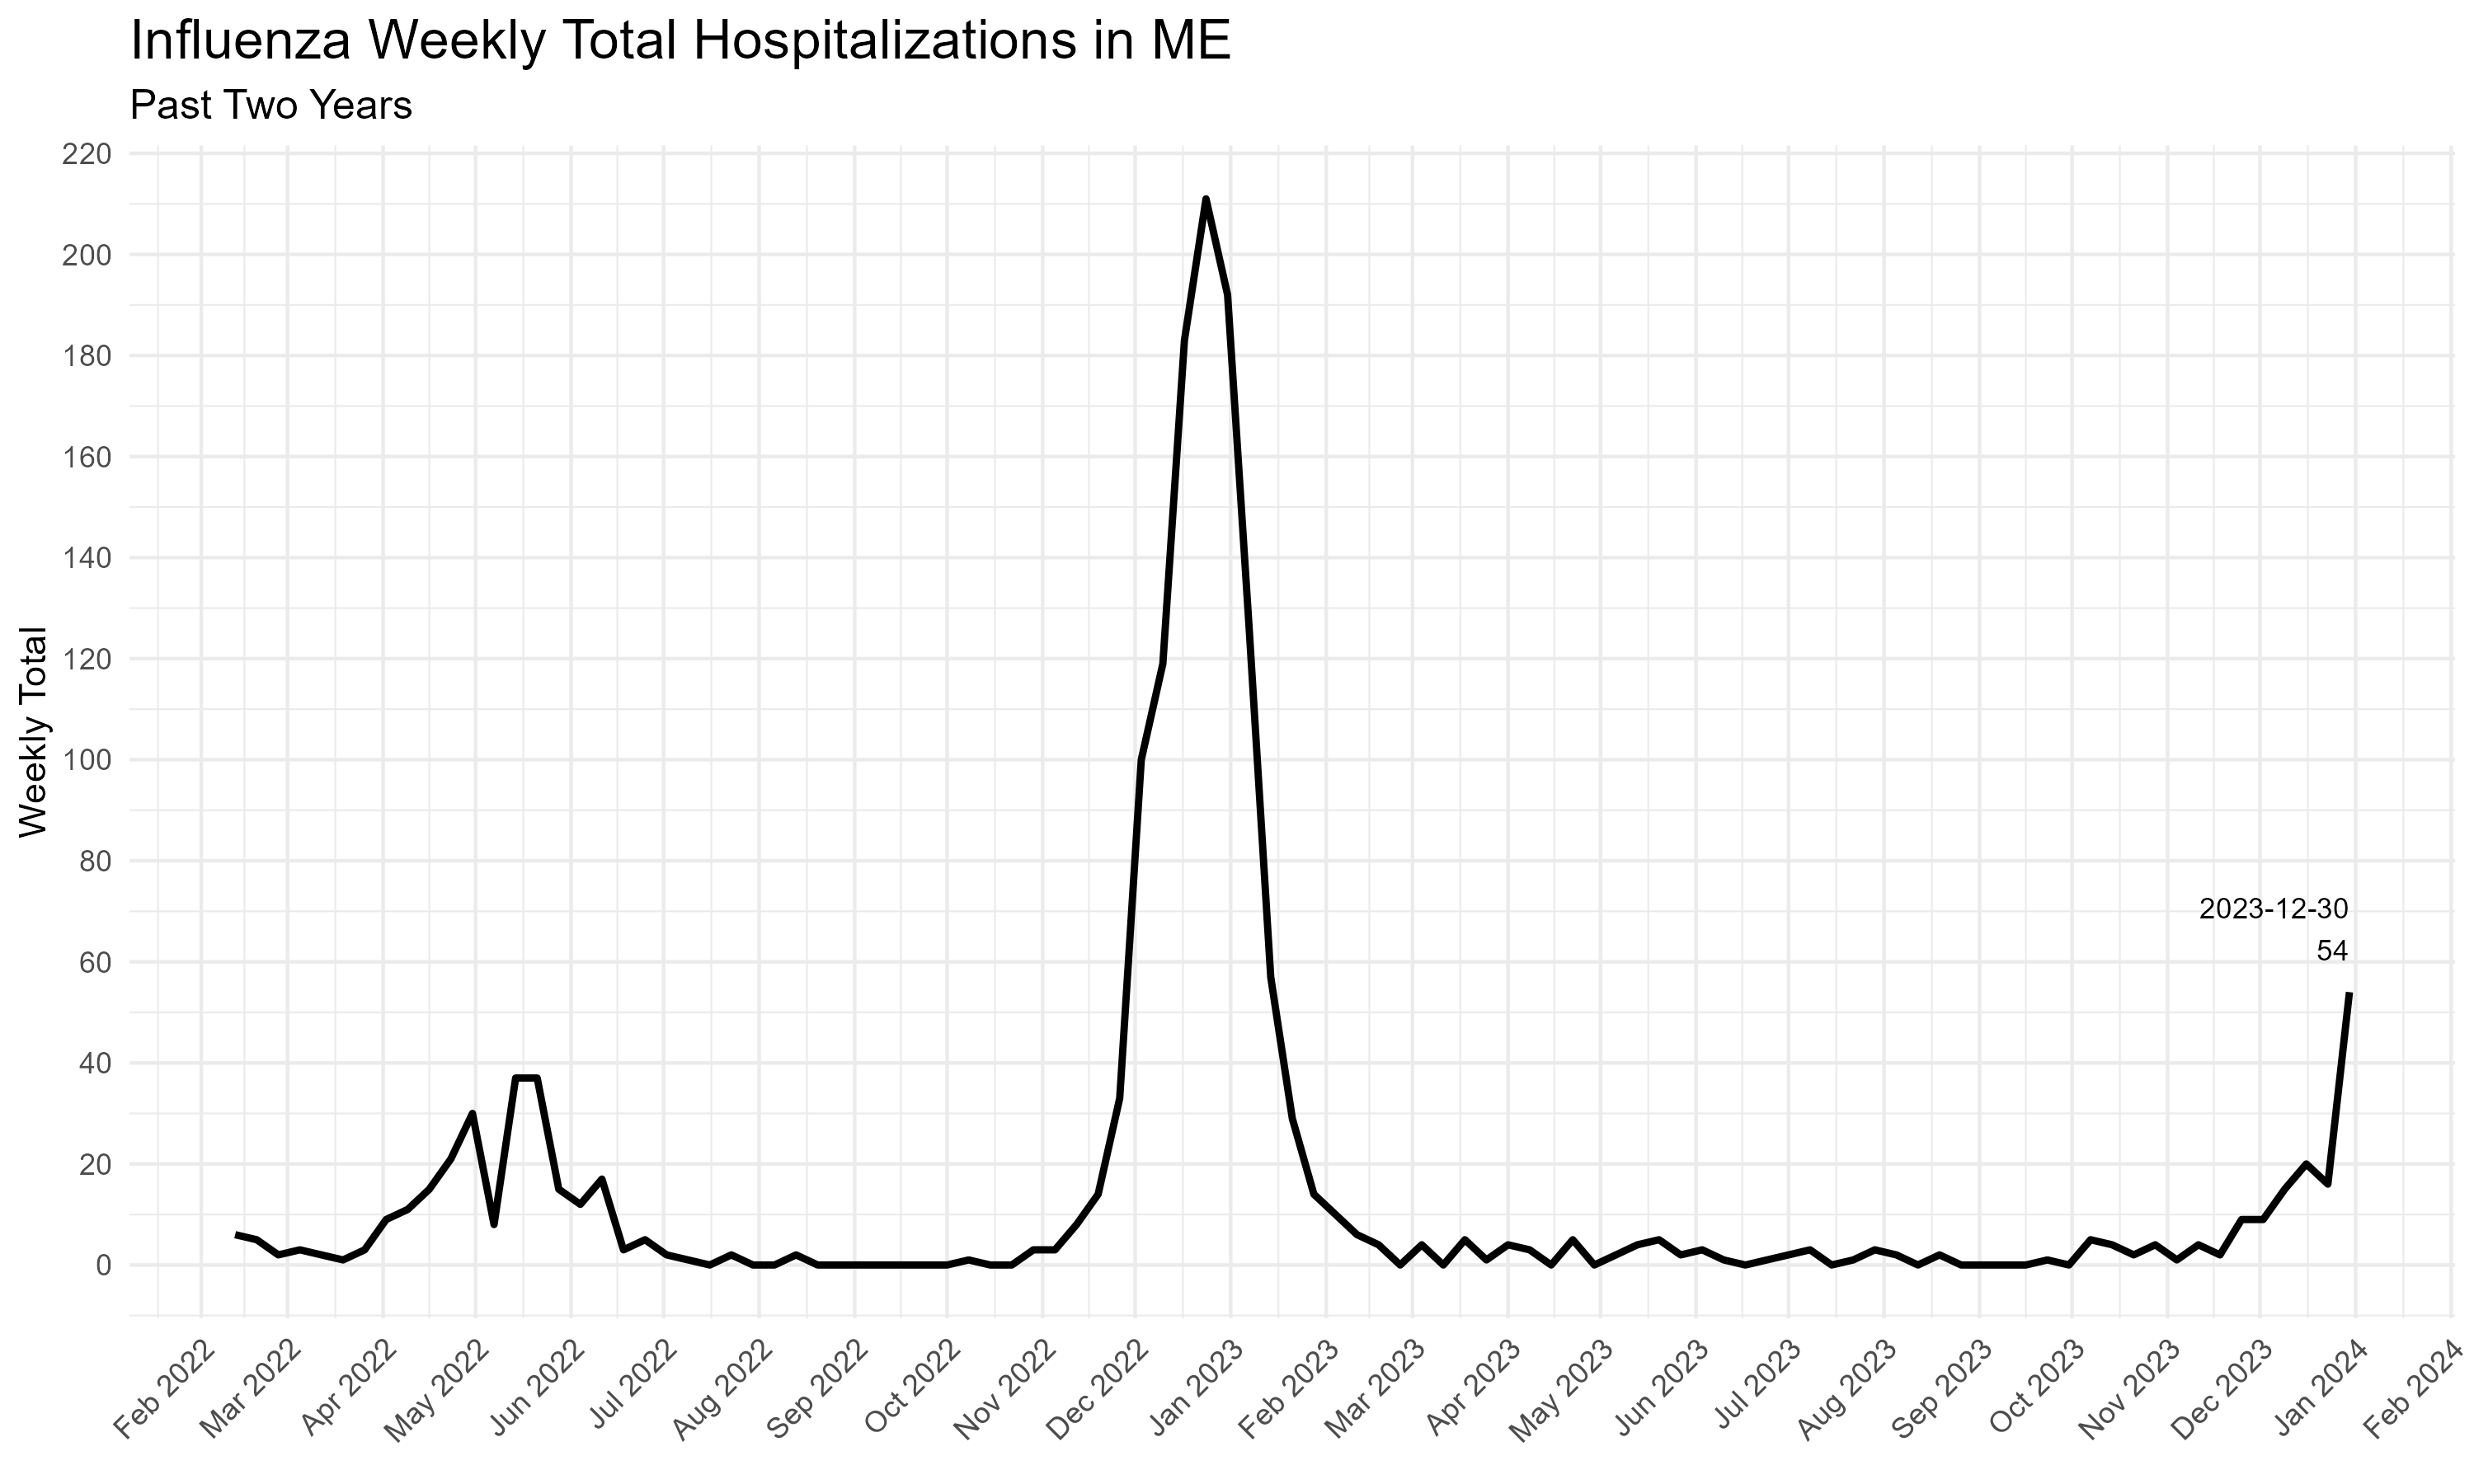 Influenza Weekly Total Hospitalizations in ME
Past Two Years
220
200
180
160
140
120
100
80
60
40
20
0
Weekly Total
2023-12-30
54
Feb 2022
Mar 2022
Apr 2022
May 2022
Jun 2022
Jul 2022
Aug 2022
Sep 2022
Oct 2022
Nov 2022
Dec 2022
Jan 2023
Feb 2023
Mar 2023
Apr 2023
May 2023
Jun 2023
Jul 2023
Aug 2023
Sep 2023
Oct 2023
Nov 2023
Dec 2023
Jan 2024
Feb 2024